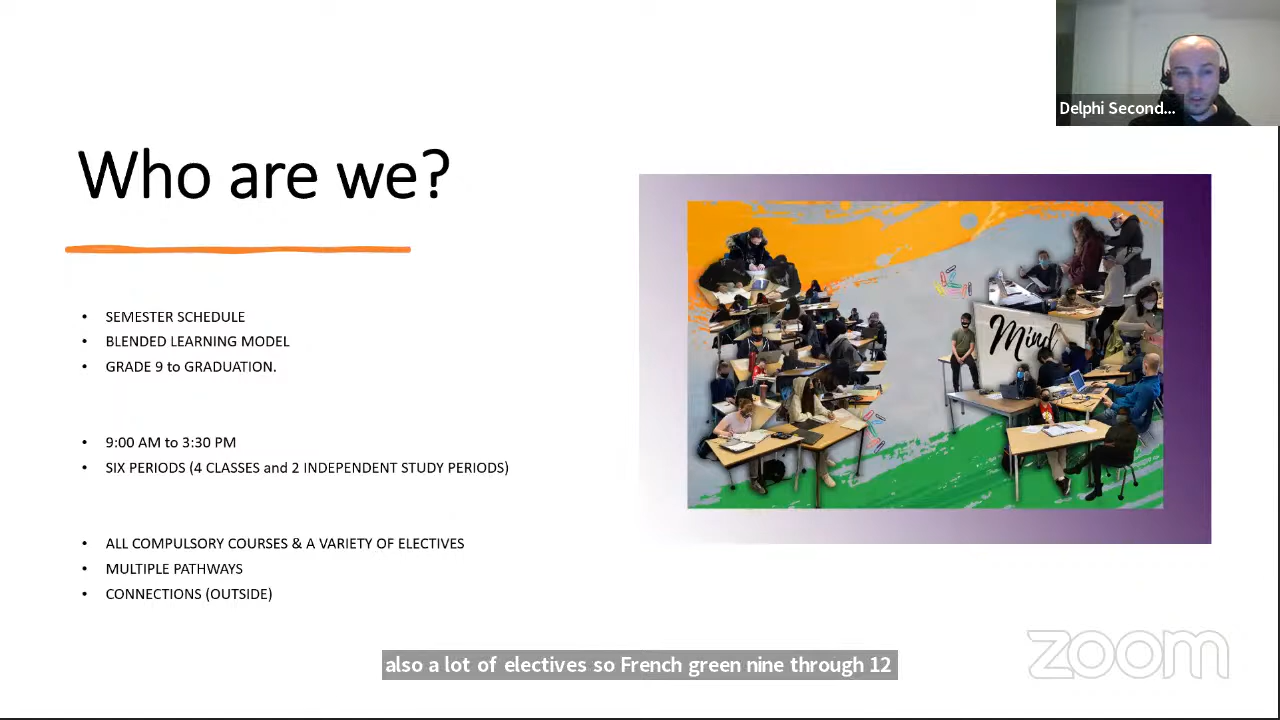 Delphi Second...
Who are we?
• SEMESTER SCHEDULE
• BLENDED LEARNING MODEL
• GRADE 9 to GRADUATION.
• 9:00 AM to 3:30 PM
• SIX PERIODS (4 CLASSES and 2 INDEPENDENT STUDY PERIODS)
• ALL COMPULSORY COURSES & A VARIETY OF ELECTIVES
• MULTIPLE PATHWAYS
• CONNECTIONS (OUTSIDE)
Mind
also a lot of electives so French green nine through 12
zoom